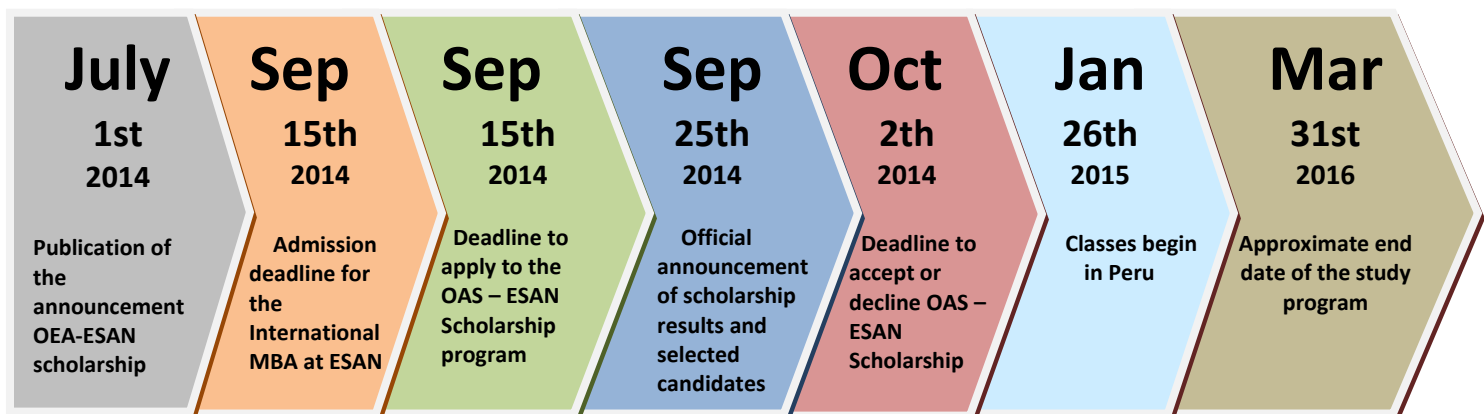 July
1st
2014
Publication of
the
announcement
OEA-ESAN
scholarship
Sep
15th
2014
Admission
deadline for
the
International
MBA at ESAN
Sep
15th
2014
Deadline to
apply to the
OAS – ESAN
Scholarship
program
Sep
25th
2014
Official
announcement
of scholarship
results and
selected
candidates
Oct
2th
2014
Deadline to
accept or
decline OAS –
ESAN
Scholarship
Jan
26th
2015
Classes begin
in Peru
Mar
31st
2016
Approximate end
date of the study
program